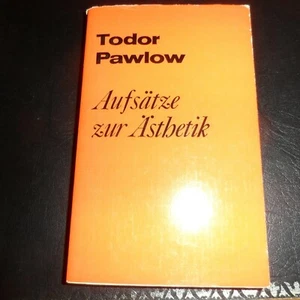 Todor
Pawlow
Aufsätze
zur Ästhetik